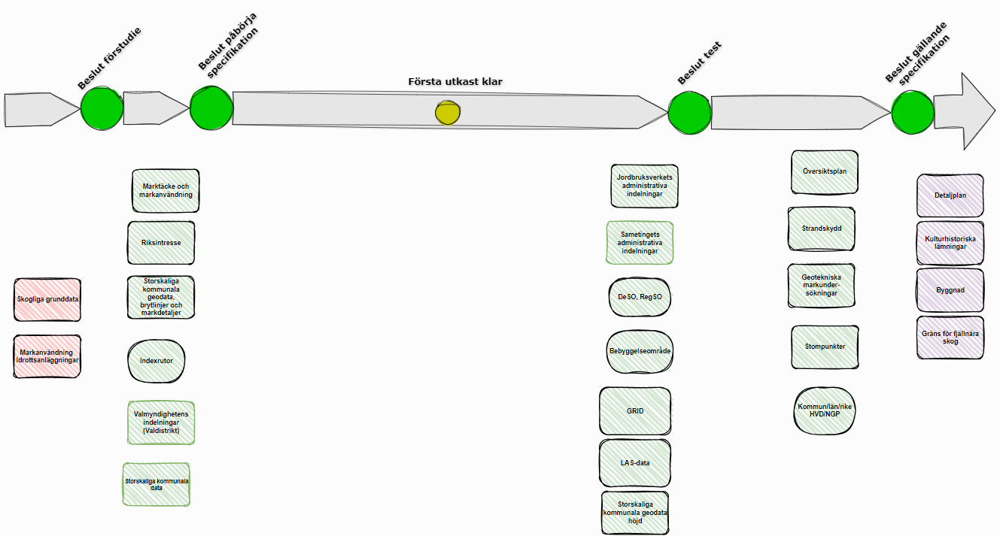 Beslut förstudie
Beslut påbörja
specifikation
Första utkast klar
Beslut test
Beslut gällande
specifikation
Skogliga grunddata
Markanvändning
Idrottsanläggningar
Marktäcke och
markanvändning
Riksintresse
Storskaliga
kommunala
geodata,
brytlinjer och
markdetaljer
Indexrutor
Valmyndighetens
indelningar
(Valdistrikt)
Storskaliga kommunala
data
Jordbruksverkets
administrativa
indelningar
Sametingets
administrativa
indelningar
DeSO, RegSO
Bebyggelseområde
GRID
LAS-data
Storskaliga
kommunala geodata
höjd
Översiktsplan
Strandskydd
Geotekniska
markunder-
sökningar
Stompunkter
Kommun/län/rike
HVD/NGP
Detaljplan
Kulturhistoriska
lämningar
Byggnad
Gräns för fjällnära
skog